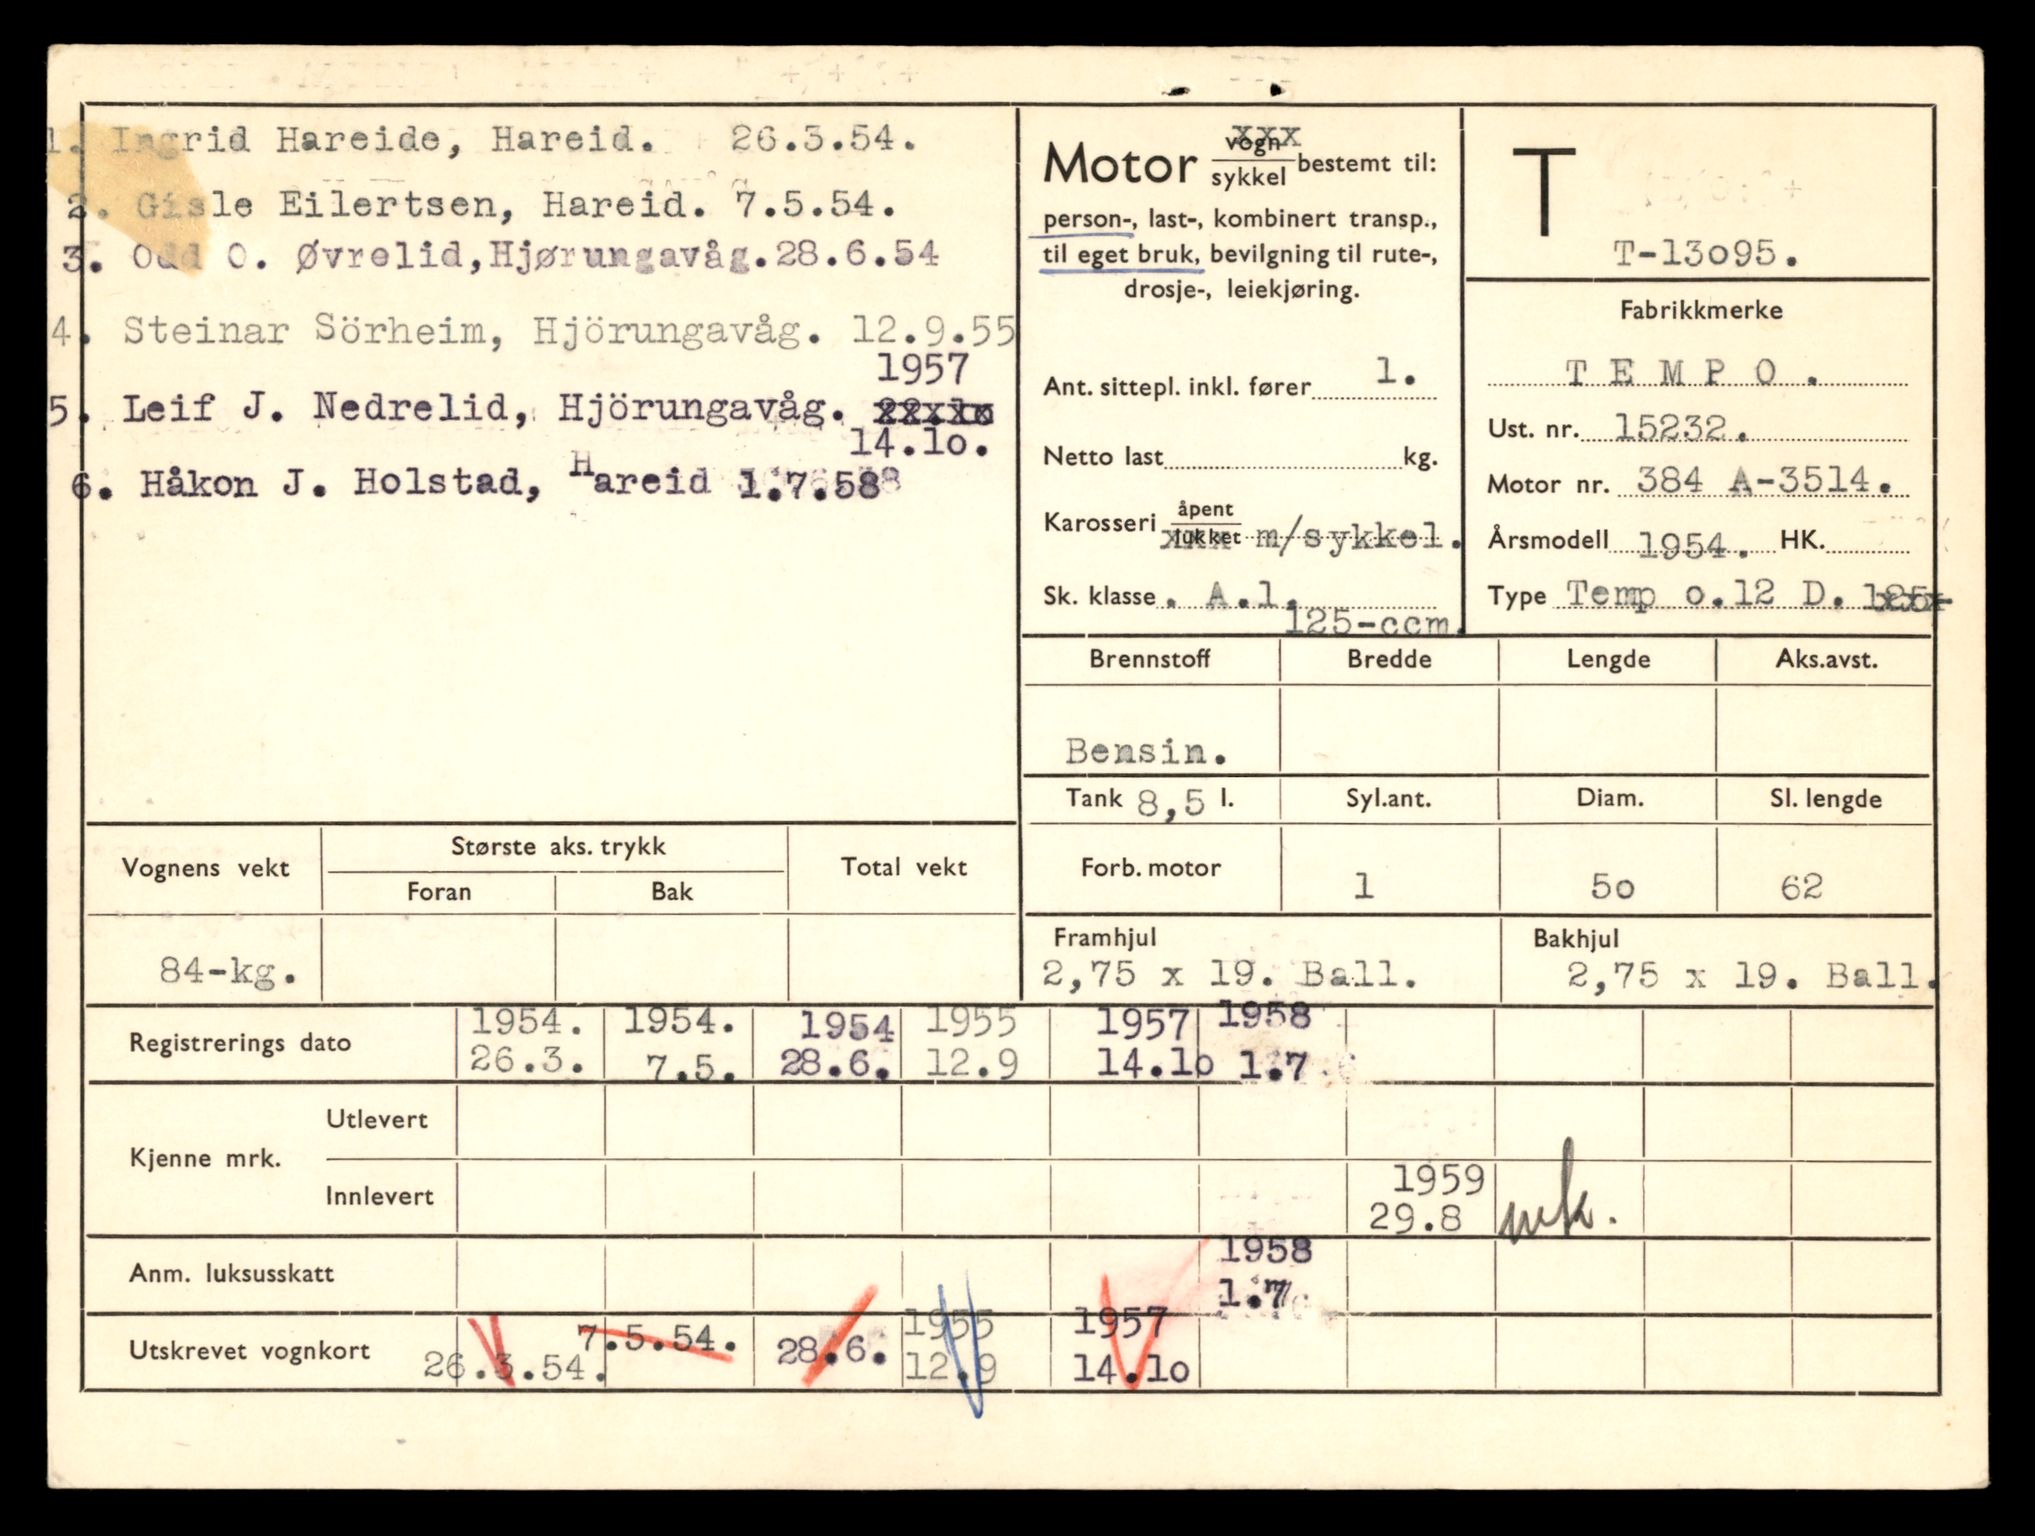 1. Ingrid Hareide, Hareid. 26.3.54.
2. Gisle Eilertsen, Hareid. 7.5.54.
3. Odd O. Øvrelid,Hjørungavåg.28.6.54
4. Steinar Sörheim, Hjörungavåg. 12.9.55
1957
5. Leif J. Nedrelid, Hjörungavåg.
14.lo.
6. Håkon J. Holstad, Hareid 1.7.58
Motor vogn/sykkel bestemt til:
person-, last-, kombinert transp.,
til eget bruk, bevilgning til rute-,
drosje-, leiekjøring.
Ant. sittepl. inkl. fører 1.
Netto last kg.
Karosseri åpent/lukket m/sykkel.
Sk. klasse. A.1.
125-ccm.
T
T-13o95.
Fabrikkmerke
T E M P O .
Ust. nr. 15232.
Motor nr. 384 A-3514.
Årsmodell 1954. HK.
Type Temp o.12 D. 125
Brennstoff Bredde Lengde Aks.avst.
Bensin.
Tank 8,5 l. Syl.ant. Diam. Sl. lengde
Forb. motor 1 5o 62
Framhjul Bakhjul
2,75 x 19. Ball. 2,75 x 19. Ball.
Vognens vekt Største aks. trykk Total vekt
Foran Bak
84-kg.
1954. 1954. 1954 1955 1957 1958
Registrerings dato
26.3. 7.5. 28.6. 12.9 14.lo 1.7
Utlevert
Kjenne mrk.
Innlevert
1959
29.8 mk.
1958
Anm. luksusskatt
1.7
1955 1957
Utskrevet vognkort
26.3.54. 7.5.54. 28.6. 12.9 14.lo